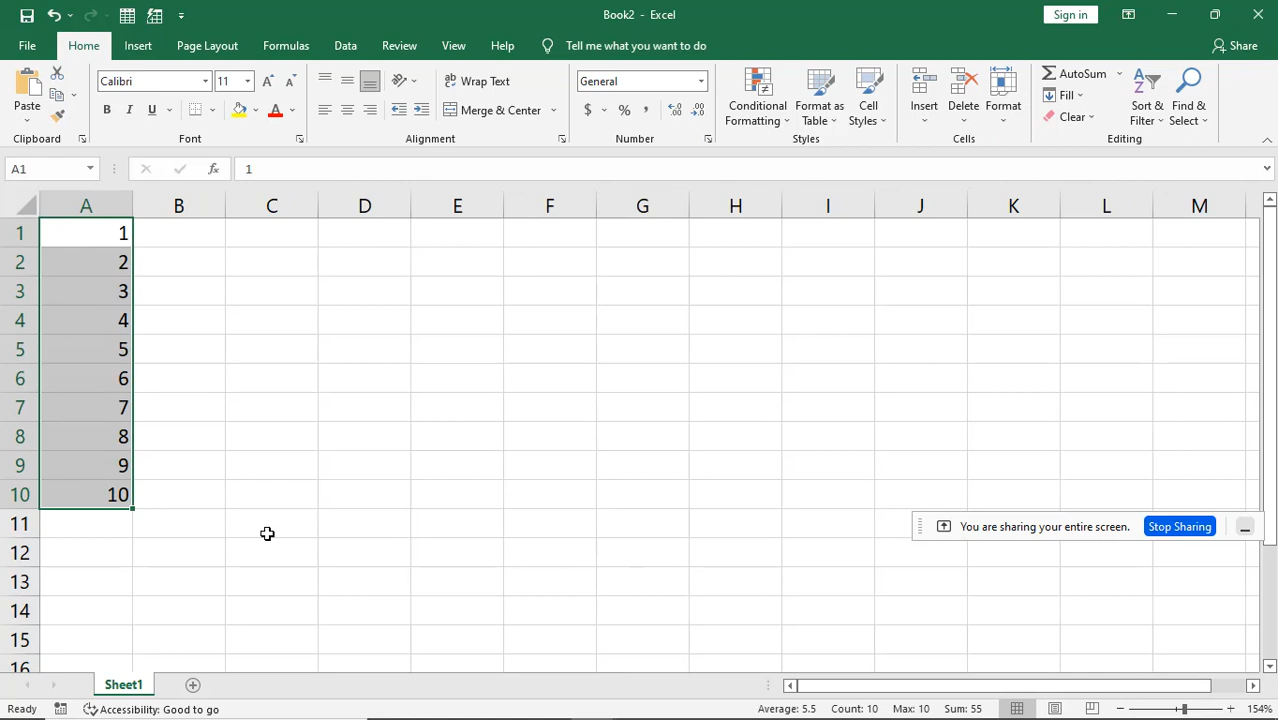 Book2 - Excel
Sign in
File Home Insert Page Layout Formulas Data Review View Help Tell me what you want to do Share
Paste
Clipboard
Calibri 11
B I U A
Font
Wrap Text
Merge & Center
Alignment
General
$ % ,
Number
Conditional Formatting
Format as Table
Cell Styles
Styles
Insert Delete Format
Cells
AutoSum
Fill
Clear
Sort & Filter
Find & Select
Editing
A1 fx 1
A B C D E F G H I J K L M
1 1
2 2
3 3
4 4
5 5
6 6
7 7
8 8
9 9
10 10
11
You are sharing your entire screen. Stop Sharing
12
13
14
15
16
Sheet1
Ready Accessibility: Good to go Average: 5.5 Count: 10 Max: 10 Sum: 55 154%